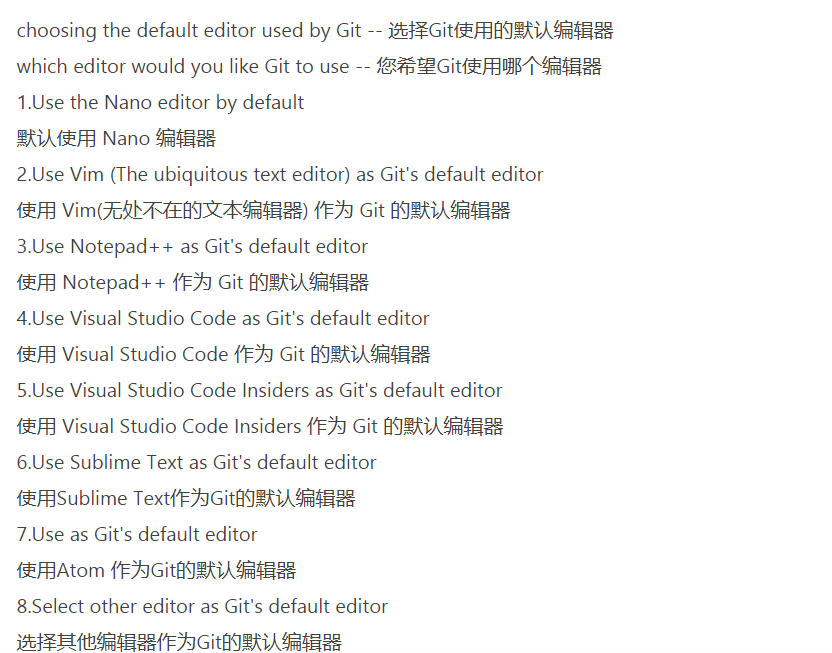 choosing the default editor used by Git -- 选择Git使用的默认编辑器
which editor would you like Git to use -- 您希望Git使用哪个编辑器
1.Use the Nano editor by default
默认使用 Nano 编辑器
2.Use Vim (The ubiquitous text editor) as Git's default editor
使用 Vim(无处不在的文本编辑器) 作为 Git 的默认编辑器
3.Use Notepad++ as Git's default editor
使用 Notepad++ 作为 Git 的默认编辑器
4.Use Visual Studio Code as Git's default editor
使用 Visual Studio Code 作为 Git 的默认编辑器
5.Use Visual Studio Code Insiders as Git's default editor
使用 Visual Studio Code Insiders 作为 Git 的默认编辑器
6.Use Sublime Text as Git's default editor
使用Sublime Text作为Git的默认编辑器
7.Use as Git's default editor
使用Atom 作为Git的默认编辑器
8.Select other editor as Git's default editor
选择其他编辑器作为Git的默认编辑器